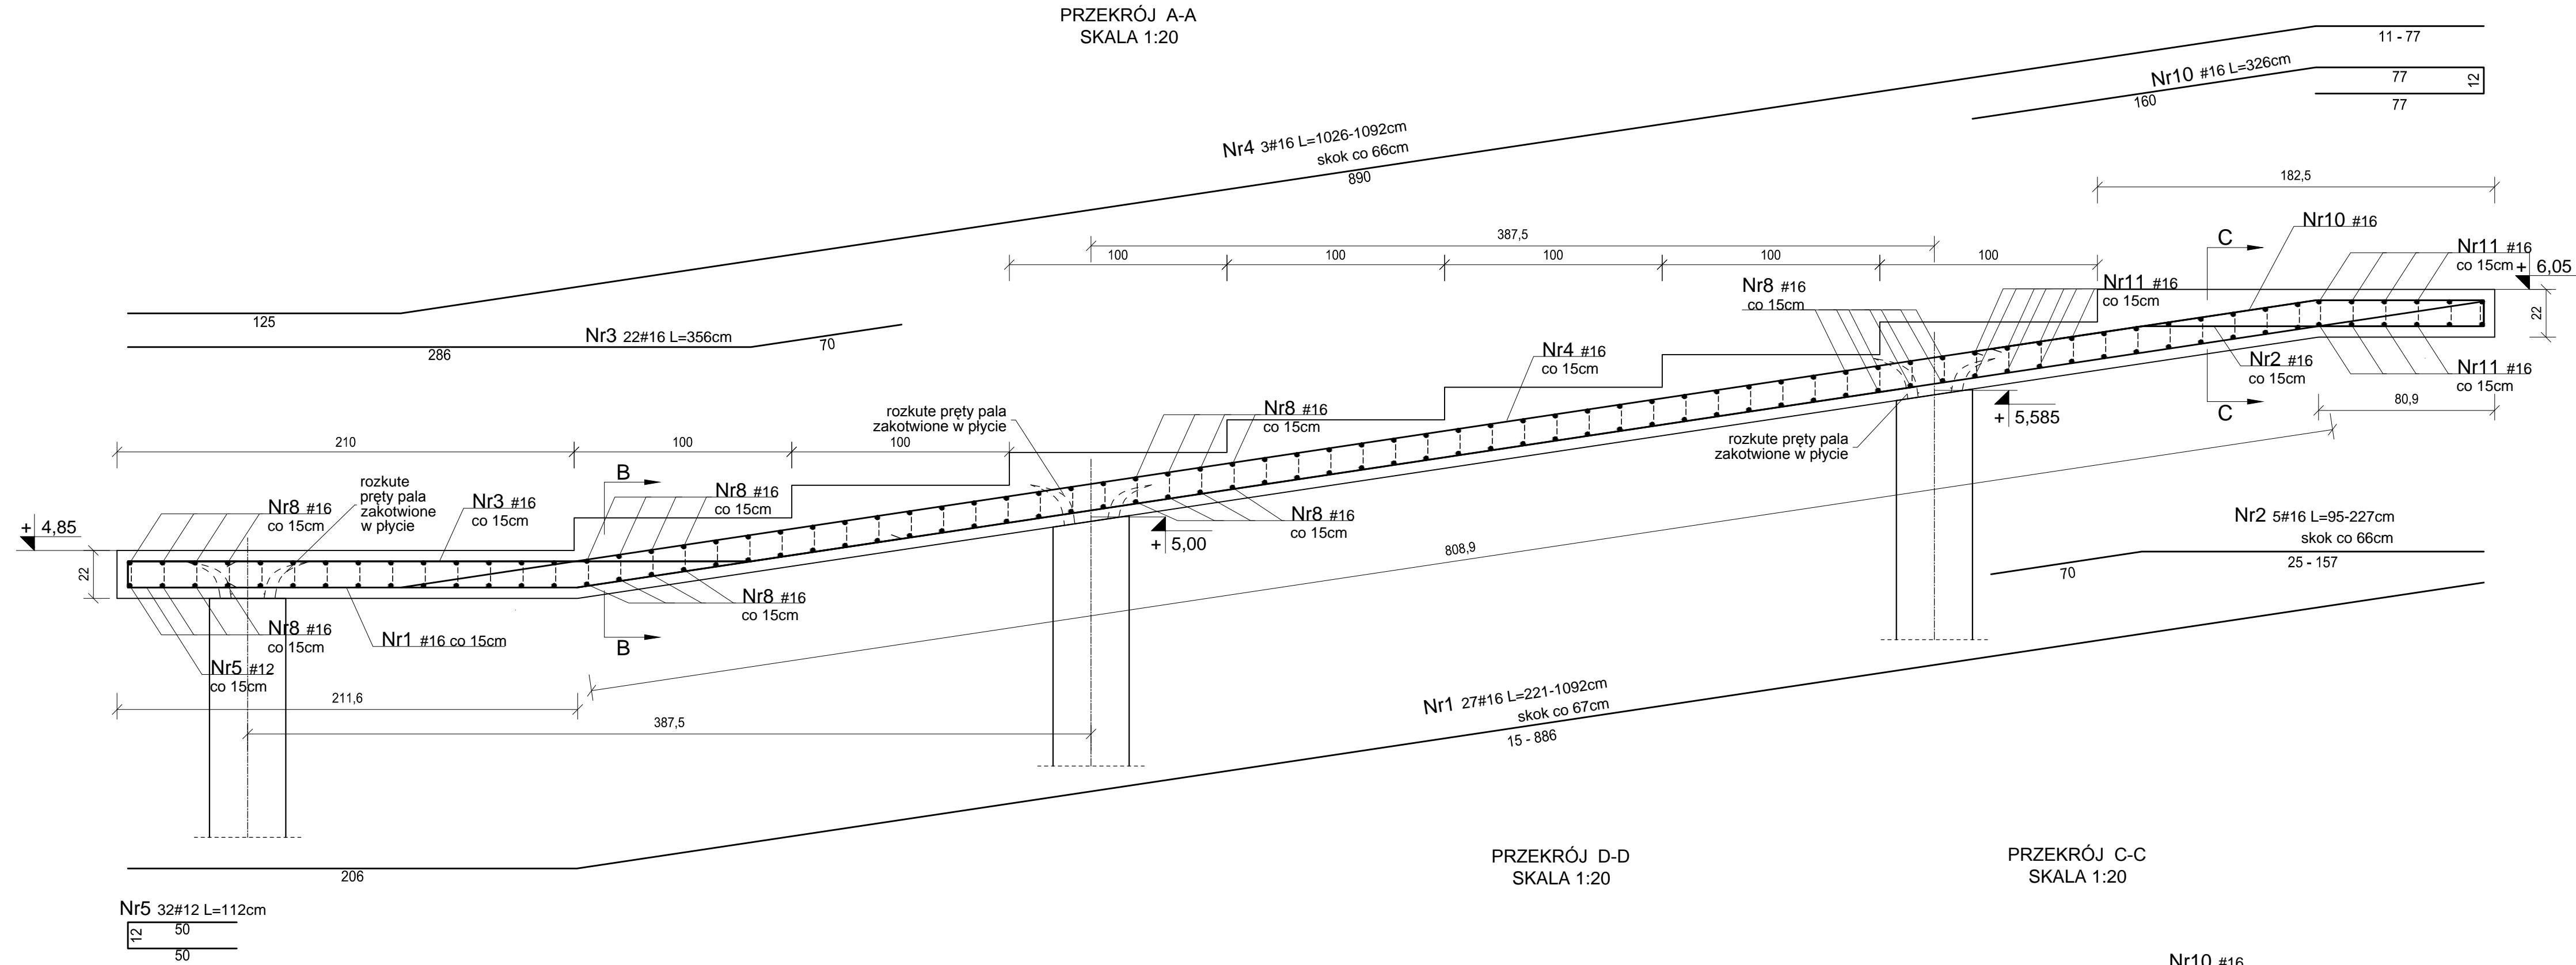 PRZEKRÓJ A-A
SKALA 1:20
11 - 77
Nr10 #16 L=326cm
160
77
12
77
Nr4 3#16 L=1026-1092cm
skok co 66cm
890
182,5
387,5
100
100
100
100
100
C
Nr10 #16
Nr11 #16
co 15cm
+ 6,05
22
Nr8 #16
co 15cm
Nr11 #16
co 15cm
125
Nr3 22#16 L=356cm
286
70
Nr4 #16
co 15cm
Nr2 #16
co 15cm
Nr11 #16
co 15cm
80,9
C
+ 5,585
rozkute pręty pala
zakotwione w płycie
Nr8 #16
co 15cm
rozkute pręty pala
zakotwione w płycie
210
100
100
B
rozkute
pręty pala
zakotwione
w płycie
Nr8 #16
co 15cm
Nr3 #16
co 15cm
Nr8 #16
co 15cm
+ 4,85
22
Nr8 #16
co 15cm
+ 5,00
808,9
Nr2 5#16 L=95-227cm
skok co 66cm
70
25 - 157
Nr8 #16
co 15cm
Nr8 #16
co 15cm
Nr1 #16 co 15cm
B
Nr5 #12
co 15cm
211,6
387,5
Nr1 27#16 L=221-1092cm
skok co 67cm
15 - 886
206
PRZEKRÓJ D-D
SKALA 1:20
PRZEKRÓJ C-C
SKALA 1:20
Nr5 32#12 L=112cm
50
12
50
Nr10 #16